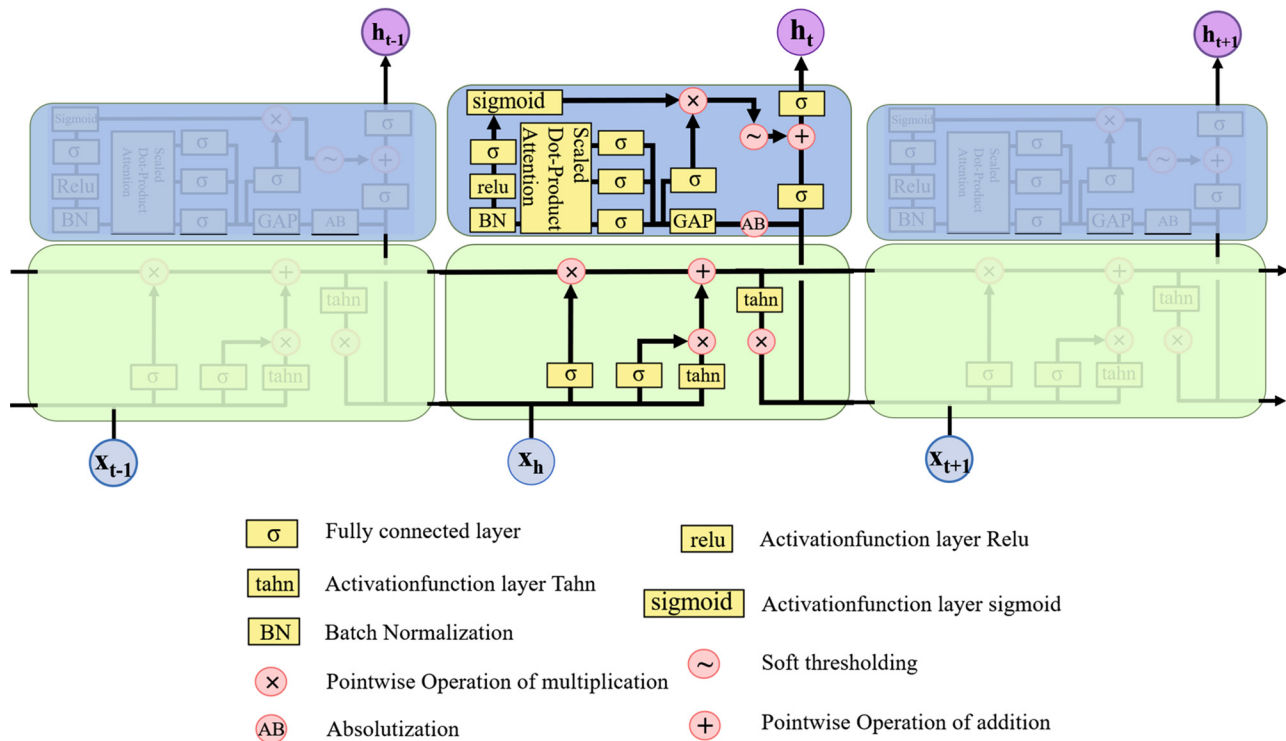 h_{t-1}
h_t
h_{t+1}
Sigmoid
σ
Relu
BN
Scaled
Dot-Product
Attention
σ
σ
σ
σ
GAP
AB
×
~
+
σ
σ
sigmoid
σ
relu
BN
Scaled
Dot-Product
Attention
σ
σ
σ
σ
GAP
AB
×
~
+
σ
σ
Sigmoid
σ
Relu
BN
Scaled
Dot-Product
Attention
σ
σ
σ
σ
GAP
AB
×
~
+
σ
σ
×
+
tahn
×
×
σ
σ
tahn
×
+
tahn
×
×
σ
σ
tahn
×
+
tahn
×
×
σ
σ
tahn
x_{t-1}
x_h
x_{t+1}
σ Fully connected layer
tahn Activationfunction layer Tahn
BN Batch Normalization
× Pointwise Operation of multiplication
AB Absolutization
relu Activationfunction layer Relu
sigmoid Activationfunction layer sigmoid
~ Soft thresholding
+ Pointwise Operation of addition